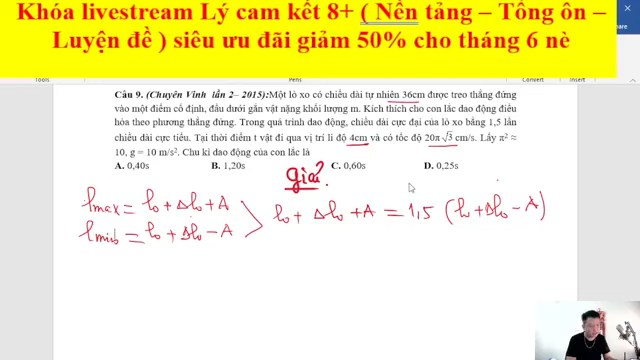 Khóa livestream Lý cam kết 8+ ( Nền tảng – Tổng ôn –
Luyện đề ) siêu ưu đãi giảm 50% cho tháng 6 nè
Tools
Pens
Convert
Insert
Câu 9. (Chuyên Vinh lần 2– 2015): Một lò xo có chiều dài tự nhiên 36cm được treo thẳng đứng
vào một điểm cố định, đầu dưới gắn vật nặng khối lượng m. Kích thích cho con lắc dao động điều
hòa theo phương thẳng đứng. Trong quá trình dao động, chiều dài cực đại của lò xo bằng 1,5 lần
chiều dài cực tiểu. Tại thời điểm t vật đi qua vị trí li độ 4cm và có tốc độ 20π√3 cm/s. Lấy π² ≈
10, g = 10 m/s². Chu kì dao động của con lắc là
A. 0,40s B. 1,20s C. 0,60s D. 0,25s
giải
lmax = l₀ + Δl₀ + A
lmin = l₀ + Δl₀ – A
l₀ + Δl₀ + A = 1,5 (l₀ + Δl₀ – A)